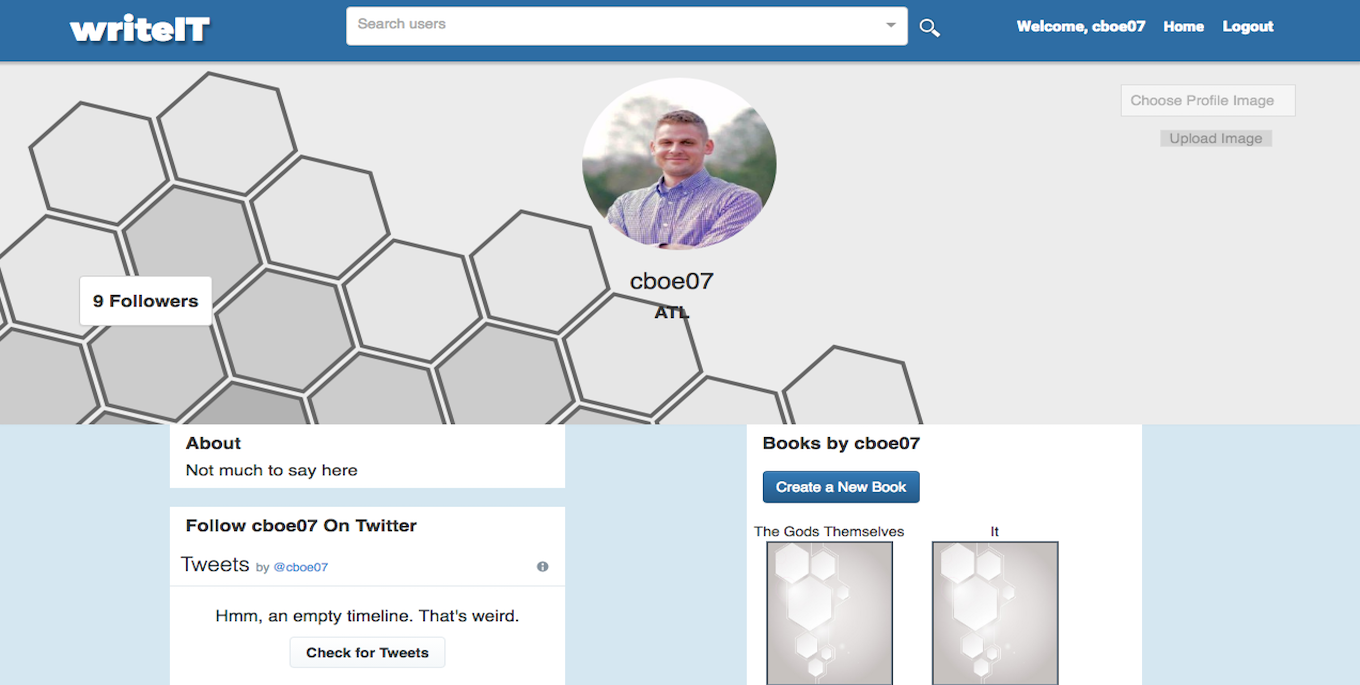 writeIT
Search users
Welcome, cboe07 Home Logout
Choose Profile Image
Upload Image
cboe07
ATL
9 Followers
About
Not much to say here
Follow cboe07 On Twitter
Tweets by @cboe07
Hmm, an empty timeline. That's weird.
Check for Tweets
Books by cboe07
Create a New Book
The Gods Themselves
It